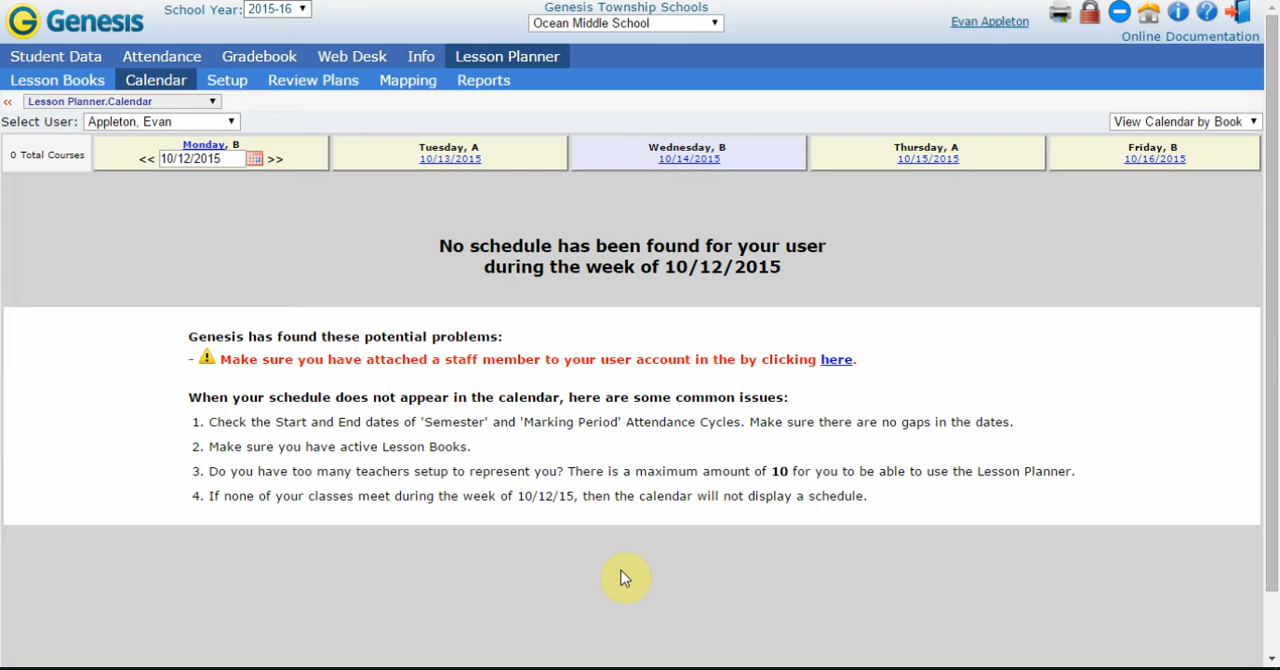 Genesis
School Year: 2015-16
Genesis Township Schools
Ocean Middle School
Evan Appleton
Online Documentation
Student Data Attendance Gradebook Web Desk Info Lesson Planner
Lesson Books Calendar Setup Review Plans Mapping Reports
<< Lesson Planner.Calendar
Select User: Appleton, Evan
View Calendar by Book
0 Total Courses
Monday, B
<< 10/12/2015 >>
Tuesday, A
10/13/2015
Wednesday, B
10/14/2015
Thursday, A
10/15/2015
Friday, B
10/16/2015
No schedule has been found for your user
during the week of 10/12/2015
Genesis has found these potential problems:
- Make sure you have attached a staff member to your user account in the by clicking here.
When your schedule does not appear in the calendar, here are some common issues:
1. Check the Start and End dates of 'Semester' and 'Marking Period' Attendance Cycles. Make sure there are no gaps in the dates.
2. Make sure you have active Lesson Books.
3. Do you have too many teachers setup to represent you? There is a maximum amount of 10 for you to be able to use the Lesson Planner.
4. If none of your classes meet during the week of 10/12/15, then the calendar will not display a schedule.